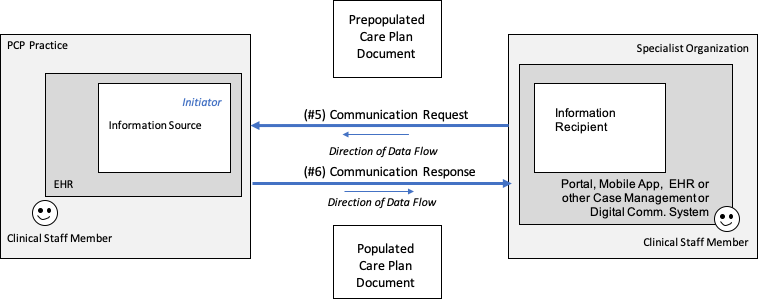 Prepopulated
Care Plan
Document
PCP Practice
Initiator
Information Source
EHR
Clinical Staff Member
(#5) Communication Request
Direction of Data Flow
(#6) Communication Response
Direction of Data Flow
Specialist Organization
Information
Recipient
Portal, Mobile App, EHR or
other Case Management or
Digital Comm. System
Clinical Staff Member
Populated
Care Plan
Document